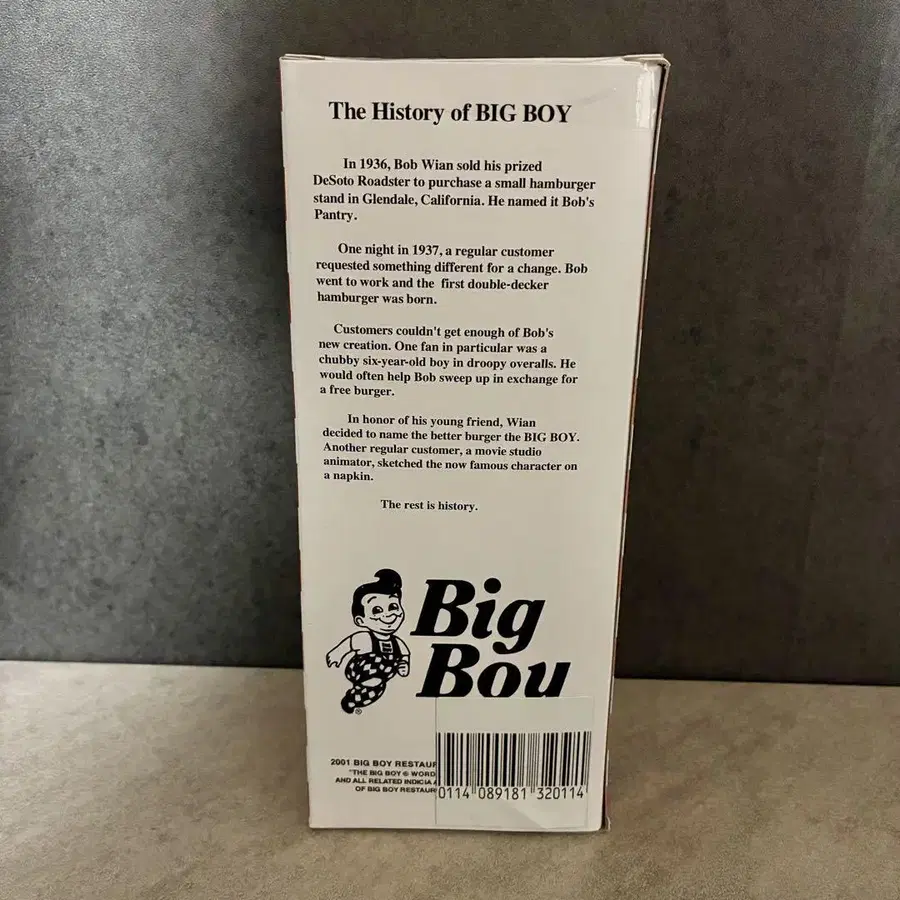 The History of BIG BOY
In 1936, Bob Wian sold his prized
DeSoto Roadster to purchase a small hamburger
stand in Glendale, California. He named it Bob's
Pantry.
One night in 1937, a regular customer
requested something different for a change. Bob
went to work and the first double-decker
hamburger was born.
Customers couldn't get enough of Bob's
new creation. One fan in particular was a
chubby six-year-old boy in droopy overalls. He
would often help Bob sweep up in exchange for
a free burger.
In honor of his young friend, Wian
decided to name the better burger the BIG BOY.
Another regular customer, a movie studio
animator, sketched the now famous character on
a napkin.
The rest is history.
Big
Boy
®
2001 BIG BOY RESTAUR
"THE BIG BOY ® WORD
AND ALL RELATED INDICIA
OF BIG BOY RESTAUR
0114 089181 320114